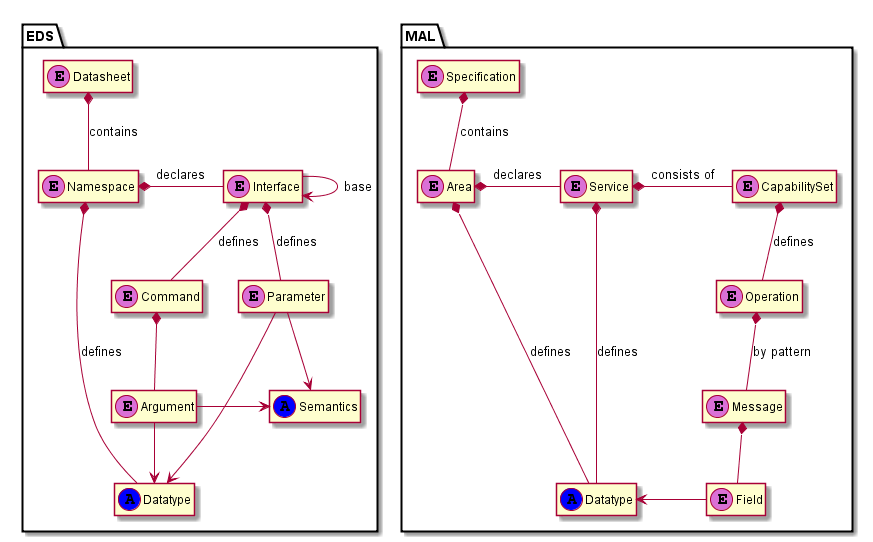 EDS
E Datasheet
contains
E Namespace
declares
E Interface
base
defines
defines
E Command
E Parameter
defines
E Argument
A Semantics
A Datatype
MAL
E Specification
contains
E Area
declares
E Service
consists of
E CapabilitySet
defines
E Operation
defines
defines
by pattern
E Message
A Datatype
E Field